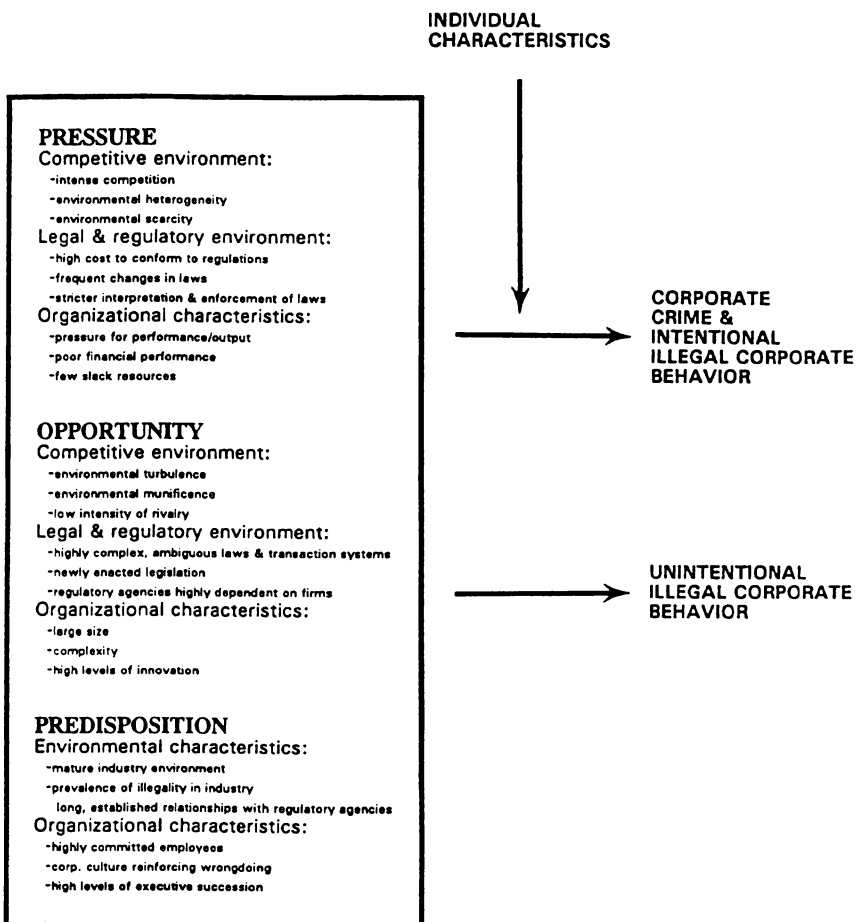 INDIVIDUAL
CHARACTERISTICS
PRESSURE
Competitive environment:
-intense competition
-environmental heterogeneity
-environmental scarcity
Legal & regulatory environment:
-high cost to conform to regulations
-frequent changes in laws
-stricter interpretation & enforcement of laws
Organizational characteristics:
-pressure for performance/output
-poor financial performance
-few slack resources
CORPORATE
CRIME &
INTENTIONAL
ILLEGAL CORPORATE
BEHAVIOR
OPPORTUNITY
Competitive environment:
-environmental turbulence
-environmental munificence
-low intensity of rivalry
Legal & regulatory environment:
-highly complex, ambiguous laws & transaction systems
-newly enacted legislation
-regulatory agencies highly dependent on firms
Organizational characteristics:
-large size
-complexity
-high levels of innovation
UNINTENTIONAL
ILLEGAL CORPORATE
BEHAVIOR
PREDISPOSITION
Environmental characteristics:
-mature industry environment
-prevalence of illegality in industry
long, established relationships with regulatory agencies
Organizational characteristics:
-highly committed employees
-corp. culture reinforcing wrongdoing
-high levels of executive succession